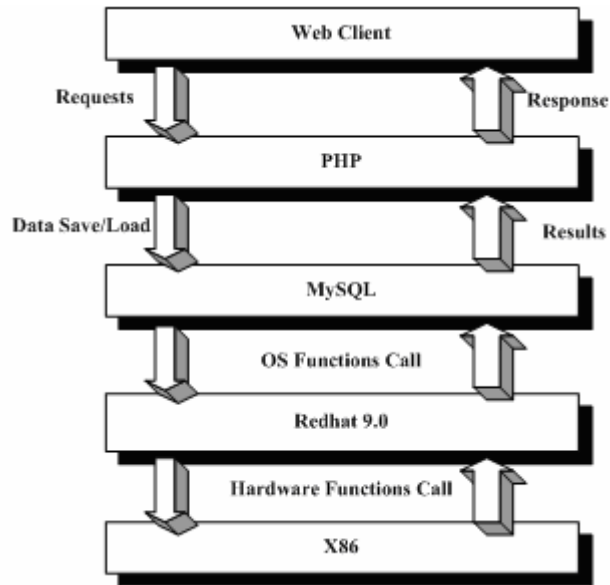 Web Client
Requests
Response
PHP
Data Save/Load
Results
MySQL
OS Functions Call
Redhat 9.0
Hardware Functions Call
X86